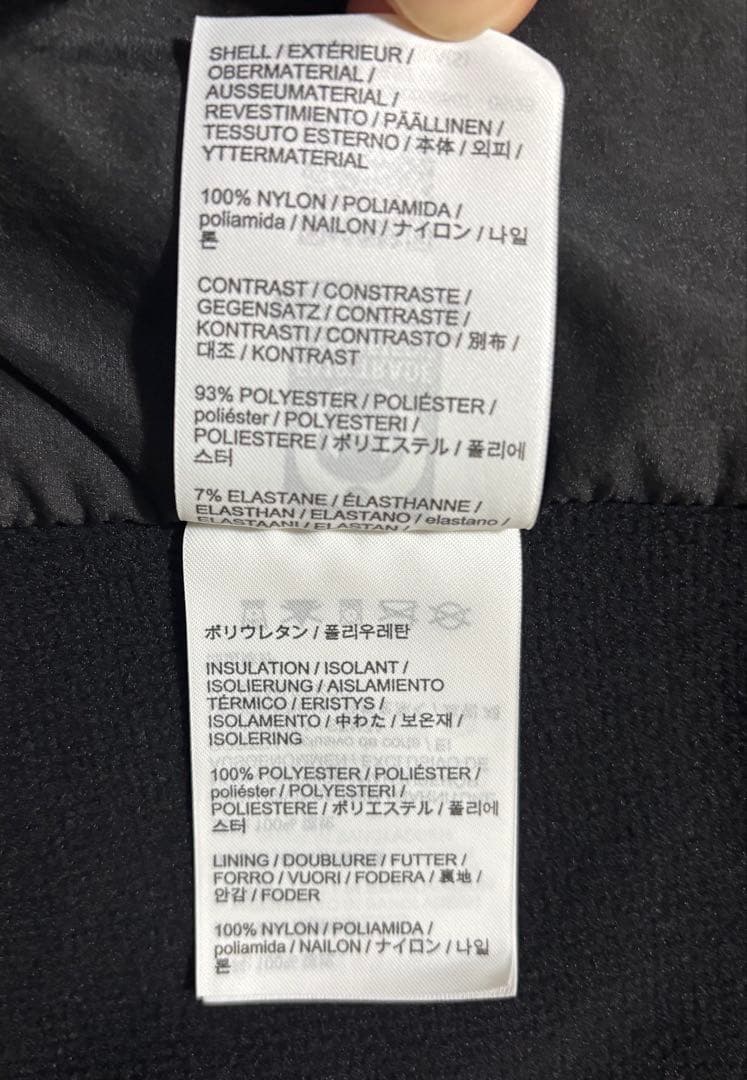 SHELL / EXTÉRIEUR /
OBERMATERIAL /
AUSSEUMATERIAL /
REVESTIMIENTO / PÄÄLLINEN /
TESSUTO ESTERNO / 本体 / 외피 /
YTTERMATERIAL
100% NYLON / POLIAMIDA /
poliamida / NAILON / ナイロン / 나일
론
CONTRAST / CONSTRASTE /
GEGENSATZ / CONTRASTE /
KONTRASTI / CONTRASTO / 別布 /
대조 / KONTRAST
93% POLYESTER / POLIÉSTER /
poliéster / POLYESTERI /
POLIESTERE / ポリエステル / 폴리에
스터
7% ELASTANE / ÉLASTHANNE /
ELASTHAN / ELASTANO / elastano /
ELASTAANI / ELASTAN /
ポリウレタン / 폴리우레탄
INSULATION / ISOLANT /
ISOLIERUNG / AISLAMIENTO
TÉRMICO / ERISTYS /
ISOLAMENTO / 中わた / 보온재 /
ISOLERING
100% POLYESTER / POLIÉSTER /
poliéster / POLYESTERI /
POLIESTERE / ポリエステル / 폴리에
스터
LINING / DOUBLURE / FUTTER /
FORRO / VUORI / FODERA / 裏地 /
안감 / FODER
100% NYLON / POLIAMIDA /
poliamida / NAILON / ナイロン / 나일
론